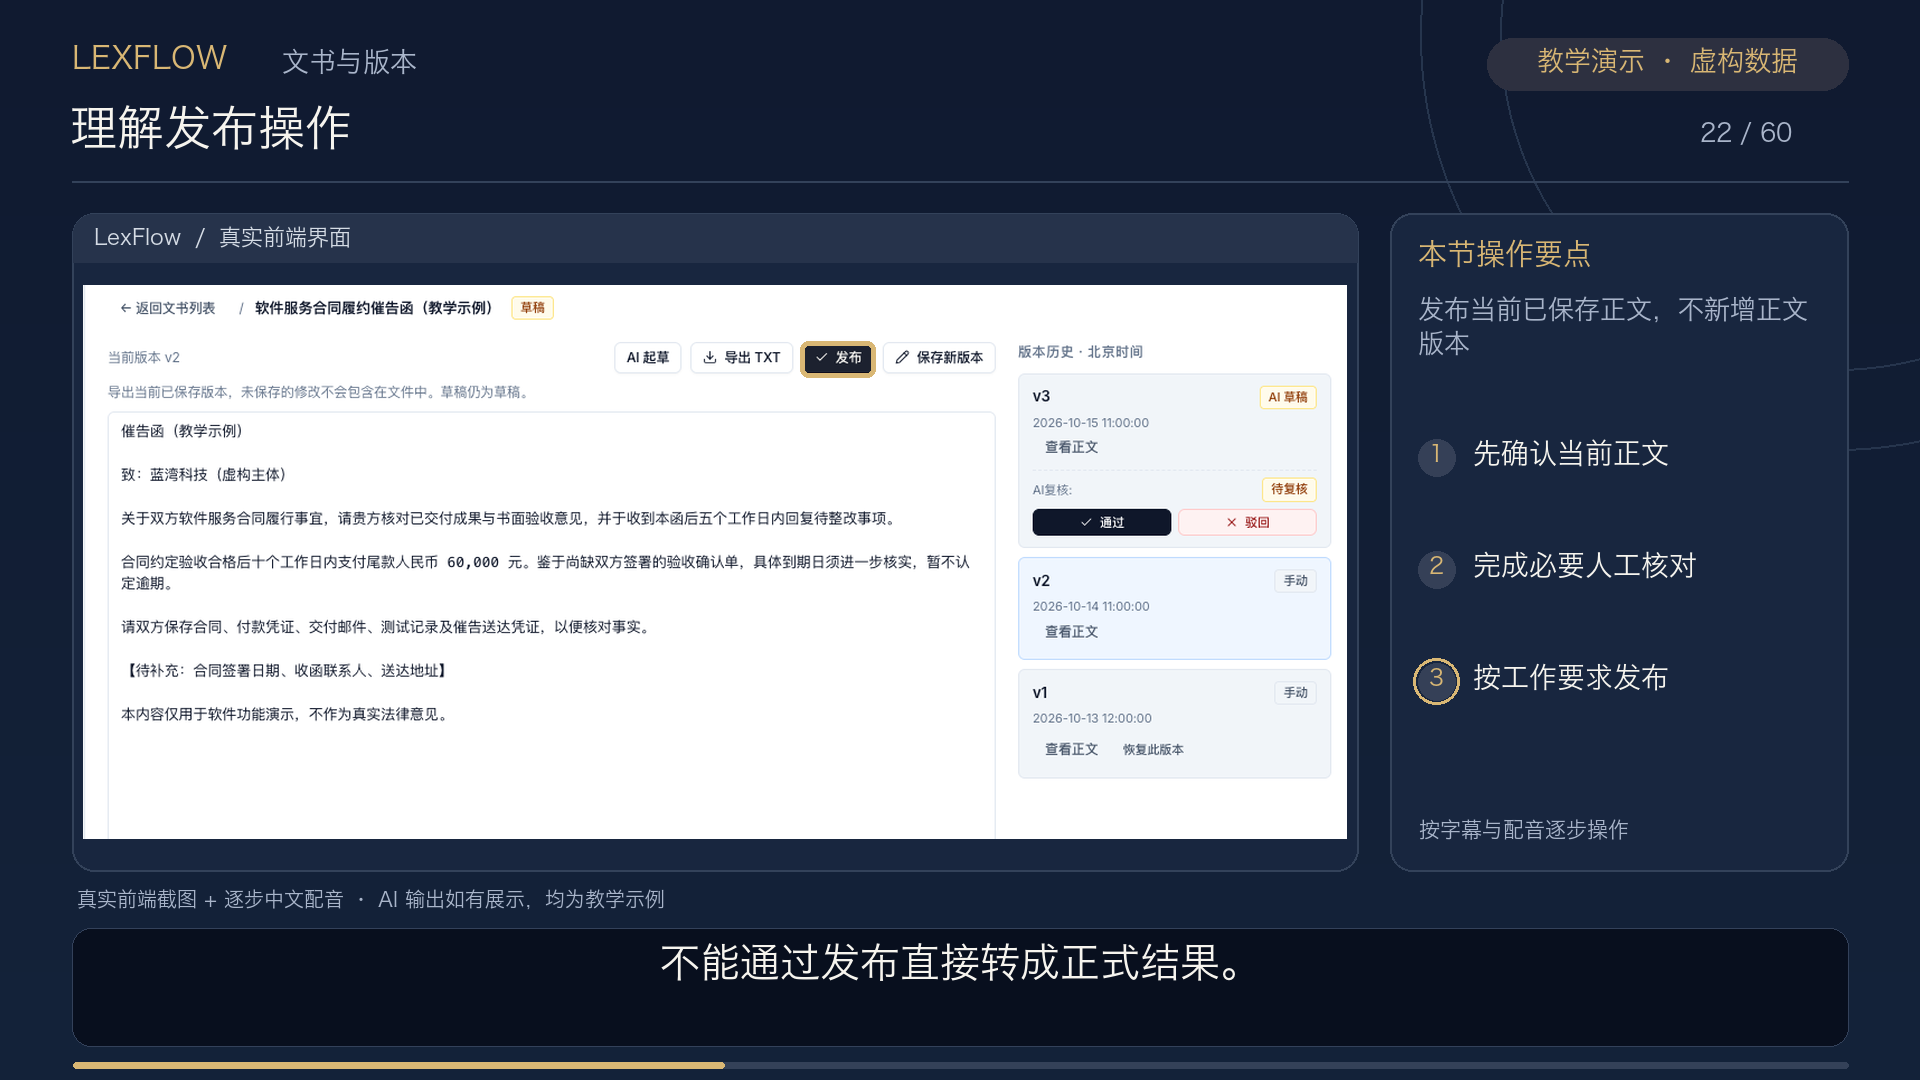 LEXFLOW 文书与版本
教学演示 · 虚构数据
理解发布操作
22 / 60
LexFlow / 真实前端界面
← 返回文书列表 / 软件服务合同履约催告函（教学示例） 草稿
当前版本 v2
AI 起草 导出 TXT 发布 保存新版本
导出当前已保存版本，未保存的修改不会包含在文件中。草稿仍为草稿。
催告函（教学示例）
致：蓝湾科技（虚构主体）
关于双方软件服务合同履行事宜，请贵方核对已交付成果与书面验收意见，并于收到本函后五个工作日内回复待整改事项。
合同约定验收合格后十个工作日内支付尾款人民币 60,000 元。鉴于尚缺双方签署的验收确认单，具体到期日须进一步核实，暂不认
定逾期。
请双方保存合同、付款凭证、交付邮件、测试记录及催告送达凭证，以便核对事实。
【待补充：合同签署日期、收函联系人、送达地址】
本内容仅用于软件功能演示，不作为真实法律意见。
版本历史 · 北京时间
v3 AI 草稿
2026-10-15 11:00:00
查看正文
AI复核: 待复核
通过 驳回
v2 手动
2026-10-14 11:00:00
查看正文
v1 手动
2026-10-13 12:00:00
查看正文 恢复此版本
本节操作要点
发布当前已保存正文，不新增正文
版本
1 先确认当前正文
2 完成必要人工核对
3 按工作要求发布
按字幕与配音逐步操作
真实前端截图 + 逐步中文配音 · AI 输出如有展示，均为教学示例
不能通过发布直接转成正式结果。